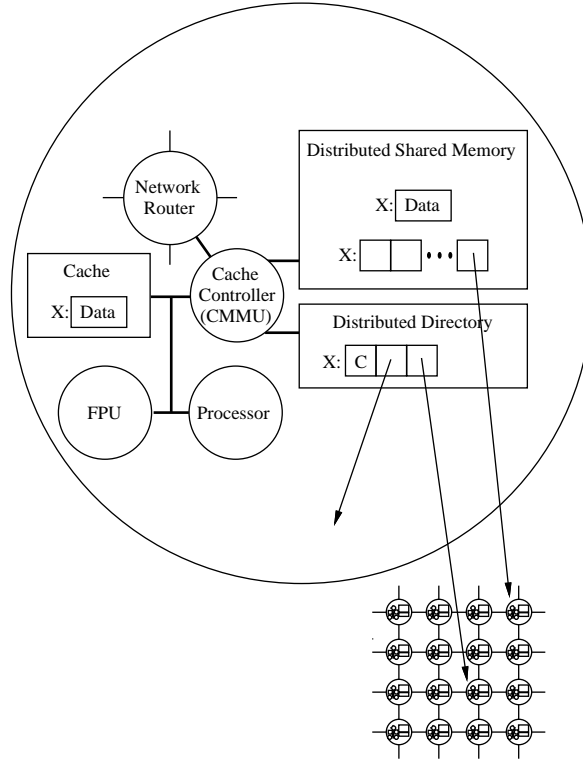 Distributed Shared Memory
X: Data
X:
Network
Router
Cache
X: Data
Cache
Controller
(CMMU)
Distributed Directory
X: C
FPU
Processor